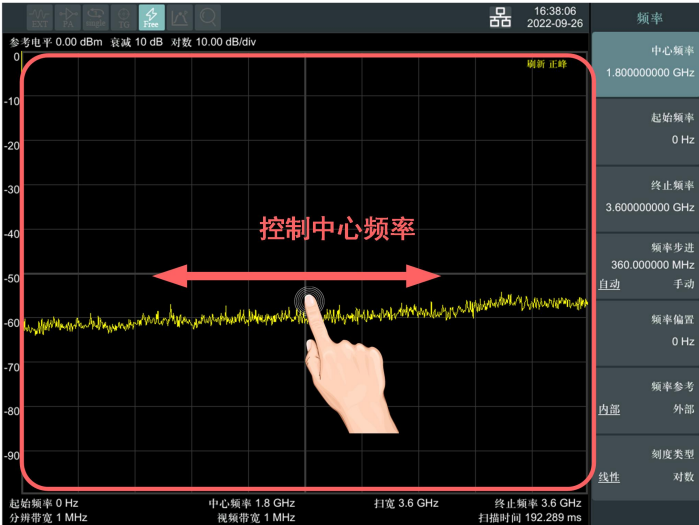 EXT PA Single TG Free
16:38:06
2022-09-26
参考电平 0.00 dBm 衰减 10 dB 对数 10.00 dB/div
刷新 正峰
0
-10
-20
-30
-40
-50
-60
-70
-80
-90
控制中心频率
起始频率 0 Hz 中心频率 1.8 GHz 扫宽 3.6 GHz 终止频率 3.6 GHz
分辨带宽 1 MHz 视频带宽 1 MHz 扫描时间 192.289 ms
频率
中心频率
1.800000000 GHz
起始频率
0 Hz
终止频率
3.600000000 GHz
频率步进
360.000000 MHz
自动 手动
频率偏置
0 Hz
频率参考
内部 外部
刻度类型
线性 对数